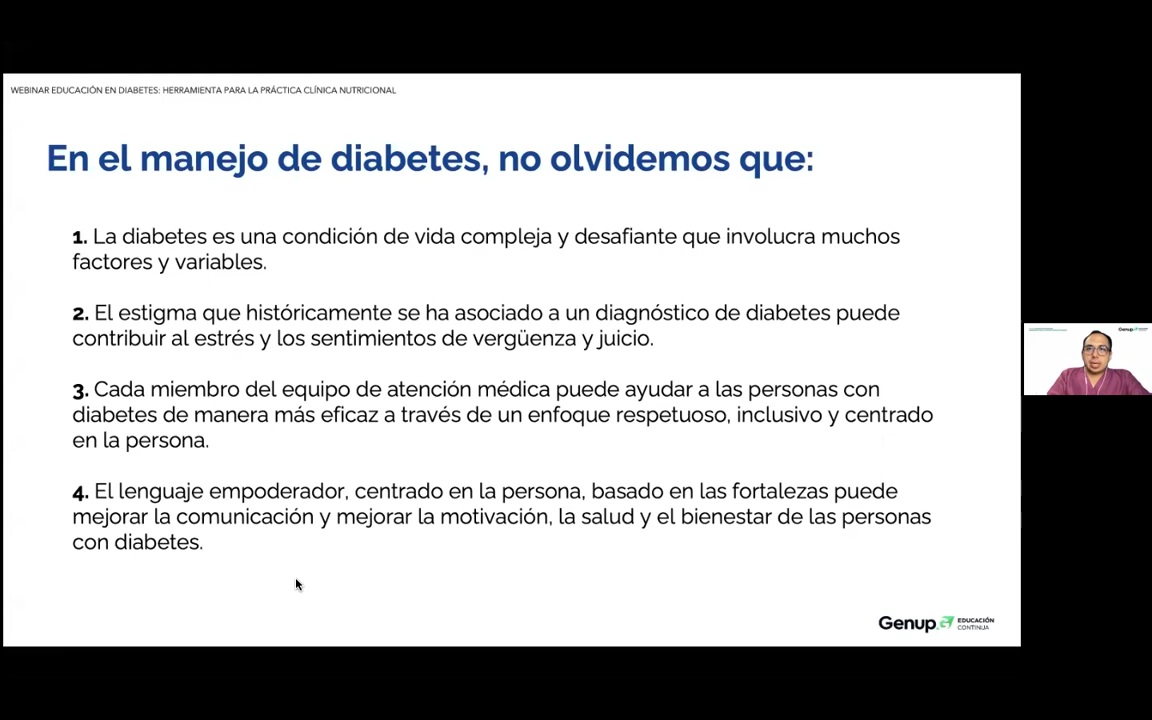 WEBINAR EDUCACIÓN EN DIABETES: HERRAMIENTA PARA LA PRÁCTICA CLÍNICA NUTRICIONAL
En el manejo de diabetes, no olvidemos que:
1. La diabetes es una condición de vida compleja y desafiante que involucra muchos
factores y variables.
2. El estigma que históricamente se ha asociado a un diagnóstico de diabetes puede
contribuir al estrés y los sentimientos de vergüenza y juicio.
3. Cada miembro del equipo de atención médica puede ayudar a las personas con
diabetes de manera más eficaz a través de un enfoque respetuoso, inclusivo y centrado
en la persona.
4. El lenguaje empoderador, centrado en la persona, basado en las fortalezas puede
mejorar la comunicación y mejorar la motivación, la salud y el bienestar de las personas
con diabetes.
Genup
EDUCACIÓN
CONTINUA
Genup